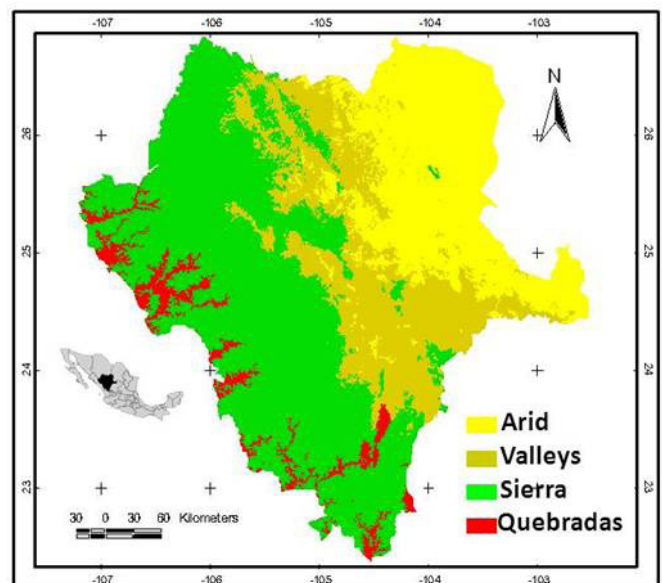 -107 -106 -105 -104 -103
N
26 26
25 25
24 24
23 23
Arid
Valleys
Sierra
Quebradas
30 0 30 60 Kilometers
-107 -106 -105 -104 -103